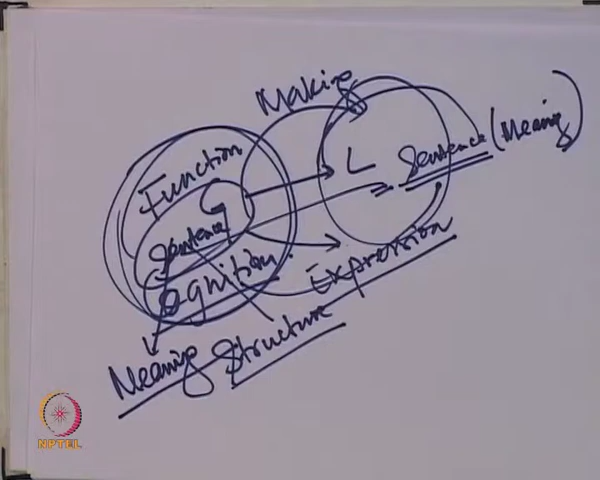 Making
Function
G
L
Sentence (Meaning)
Sentence
Cognition
Expression
Meaning Structure
NPTEL